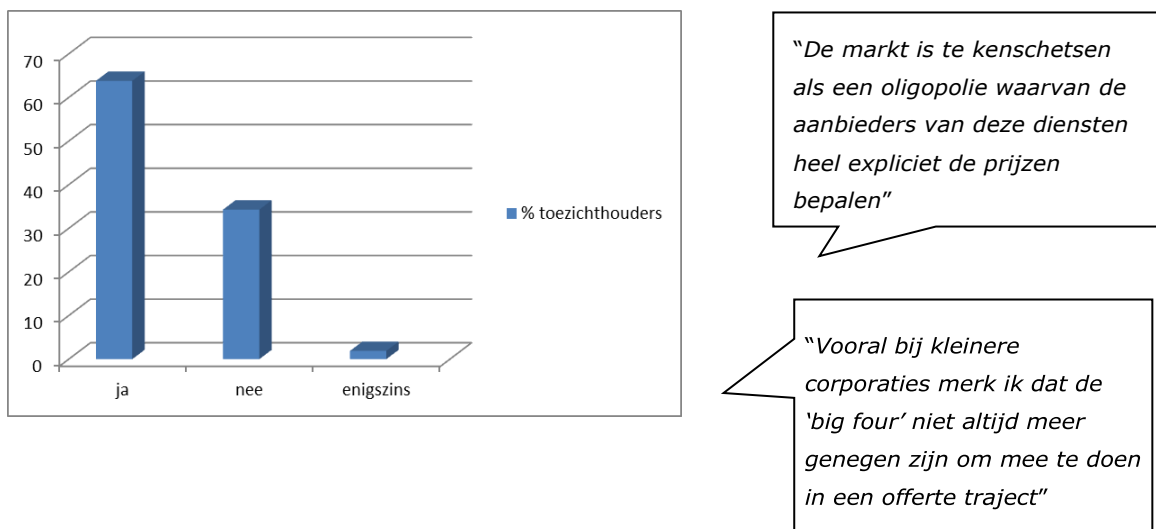 70
60
50
40
30
20
10
0
ja nee enigszins
% toezichthouders
“De markt is te kenschetsen
als een oligopolie waarvan de
aanbieders van deze diensten
heel expliciet de prijzen
bepalen”
“Vooral bij kleinere
corporaties merk ik dat de
‘big four’ niet altijd meer
genegen zijn om mee te doen
in een offerte traject”